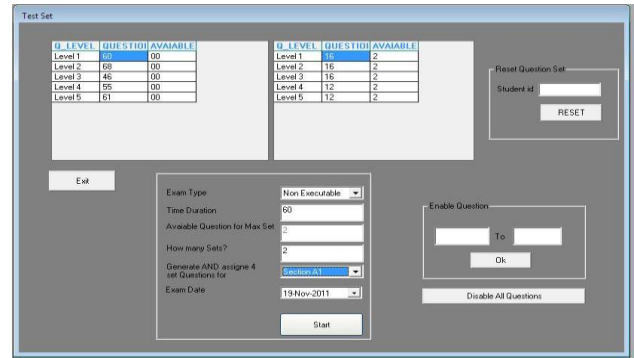 Test Set
Q_LEVEL QUESTIOI AVAIABLE
Level 1 60 00
Level 2 68 00
Level 3 46 00
Level 4 55 00
Level 5 61 00
Q_LEVEL QUESTIOI AVAIABLE
Level 1 16 2
Level 2 16 2
Level 3 16 2
Level 4 12 2
Level 5 12 2
Reset Question Set
Student id
RESET
Exit
Exam Type Non Executable
Time Duration 60
Avaiable Question for Max Set 2
How many Sets? 2
Generate AND assigne 4
set Questions for Section A1
Exam Date 19-Nov-2011
Start
Enable Question
To
Ok
Disable All Questions